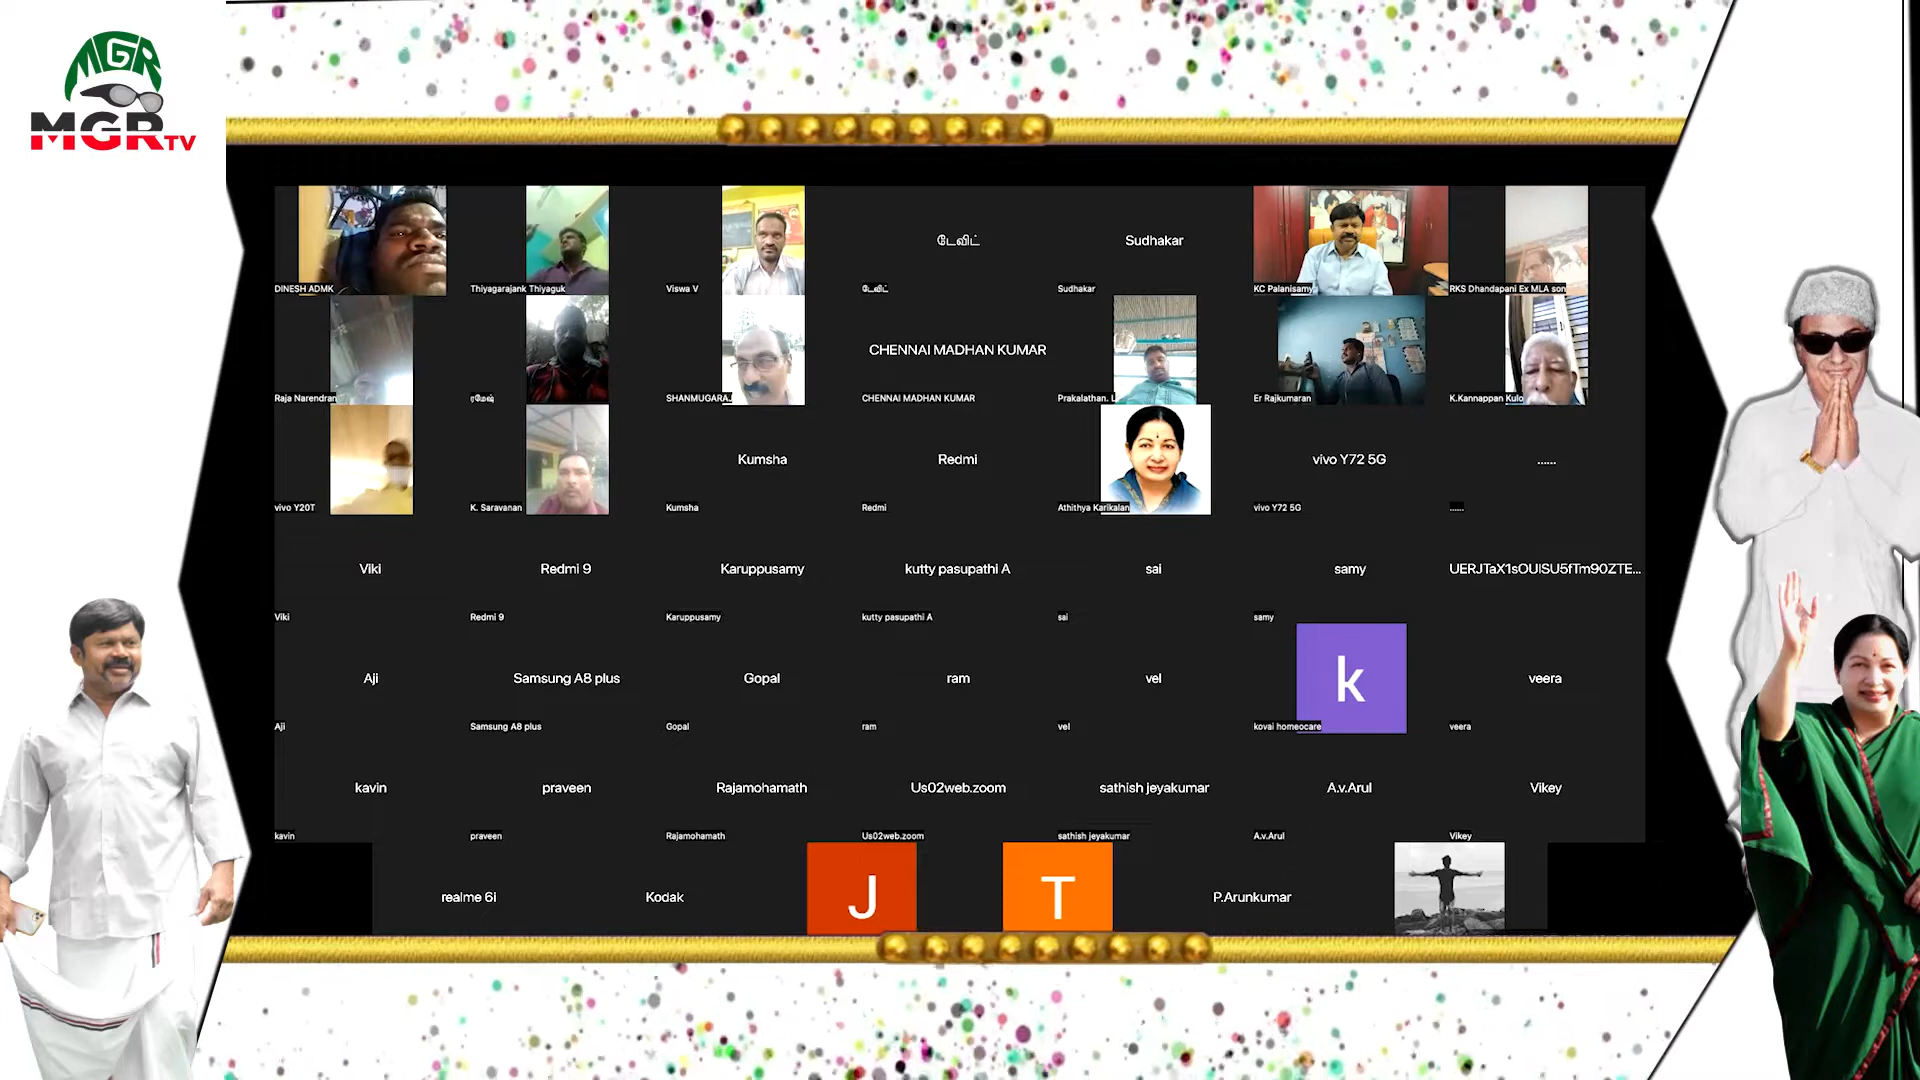 MGR
MGR TV
டேவிட்
Sudhakar
DINESH ADMK
Thiyagarajank Thiyaguk
Viswa V
டேவிட்
Sudhakar
KC Palanisamy
RKS Dhandapani Ex MLA son
CHENNAI MADHAN KUMAR
Raja Narendran
ரமேஷ்
SHANMUGARAJ
CHENNAI MADHAN KUMAR
Prakalathan. L
Er Rajkumaran
K.Kannappan Kulo
Kumsha
Redmi
vivo Y72 5G
......
vivo Y20T
K. Saravanan
Kumsha
Redmi
Athithya Karikalan
vivo Y72 5G
......
Viki
Redmi 9
Karuppusamy
kutty pasupathi A
sai
samy
UERJTaX1sOUlSU5fTm90ZTE...
Viki
Redmi 9
Karuppusamy
kutty pasupathi A
sai
samy
Aji
Samsung A8 plus
Gopal
ram
vel
k
veera
Aji
Samsung A8 plus
Gopal
ram
vel
kovai homeocare
veera
kavin
praveen
Rajamohamath
Us02web.zoom
sathish jeyakumar
A.v.Arul
Vikey
kavin
praveen
Rajamohamath
Us02web.zoom
sathish jeyakumar
A.v.Arul
Vikey
realme 6i
Kodak
J
T
P.Arunkumar